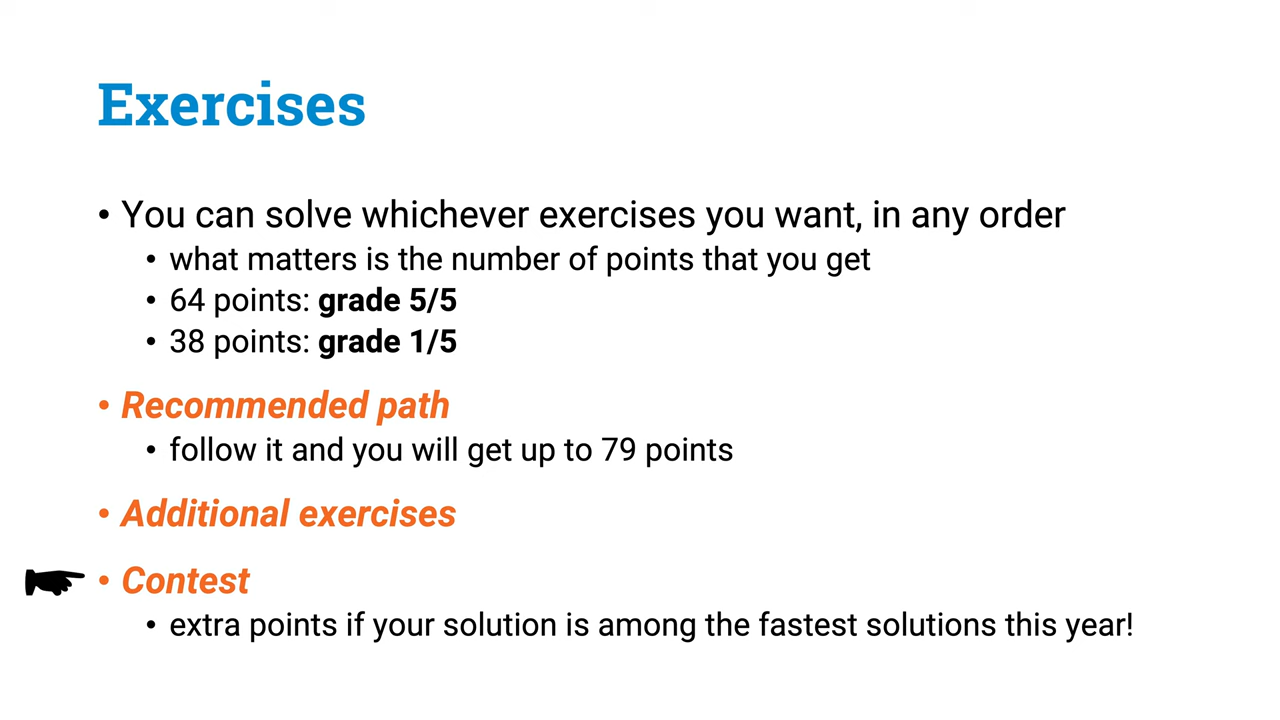 Exercises
• You can solve whichever exercises you want, in any order
• what matters is the number of points that you get
• 64 points: grade 5/5
• 38 points: grade 1/5
• Recommended path
• follow it and you will get up to 79 points
• Additional exercises
• Contest
• extra points if your solution is among the fastest solutions this year!